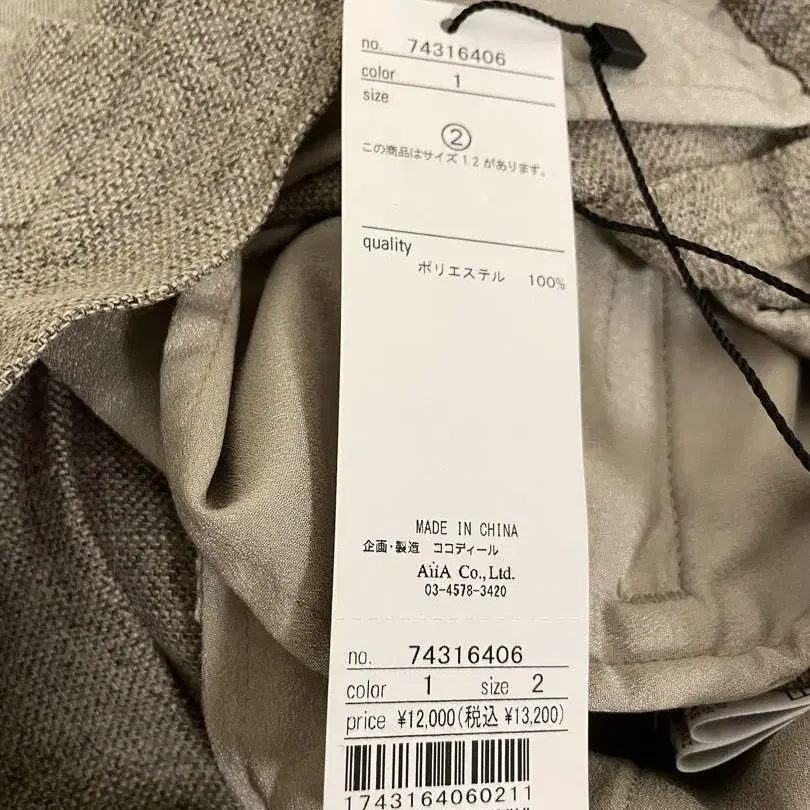 no. 74316406
color 1
size
②
この商品はサイズ 1.2 があります。
quality
ポリエステル 100%
MADE IN CHINA
企画・製造 ココディール
AiiA Co.,Ltd.
03-4578-3420
no. 74316406
color 1 size 2
price ¥12,000(税込 ¥13,200)
1743164060211